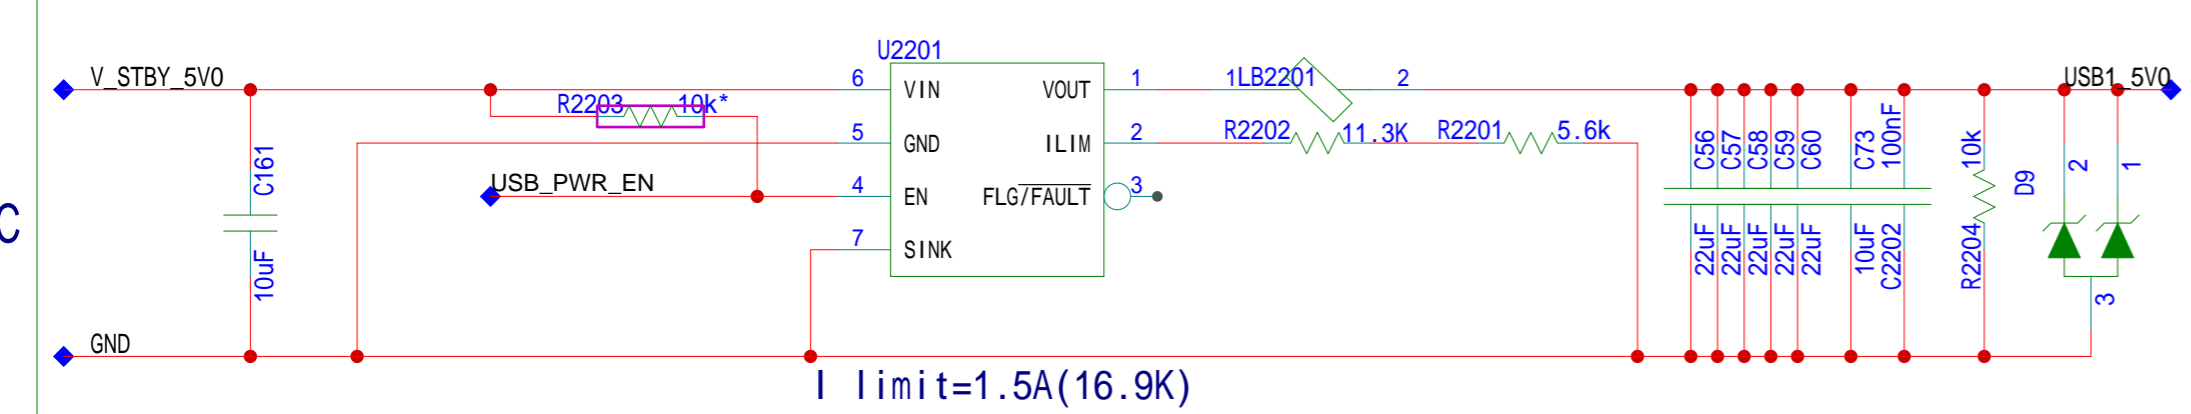 U2201
V_STBY_5V0
6
VIN
VOUT
1
1LB2201
2
USB1_5V0
R2203
10k*
5
GND
ILIM
2
R2202
11.3K
R2201
5.6k
C56
C57
C58
C59
C60
C73
100nF
10k
D9
2
1
C161
USB_PWR_EN
4
EN
FLG/FAULT
3
C
7
SINK
10uF
22uF
22uF
22uF
22uF
22uF
10uF
C2202
R2204
3
GND
I limit=1.5A(16.9K)